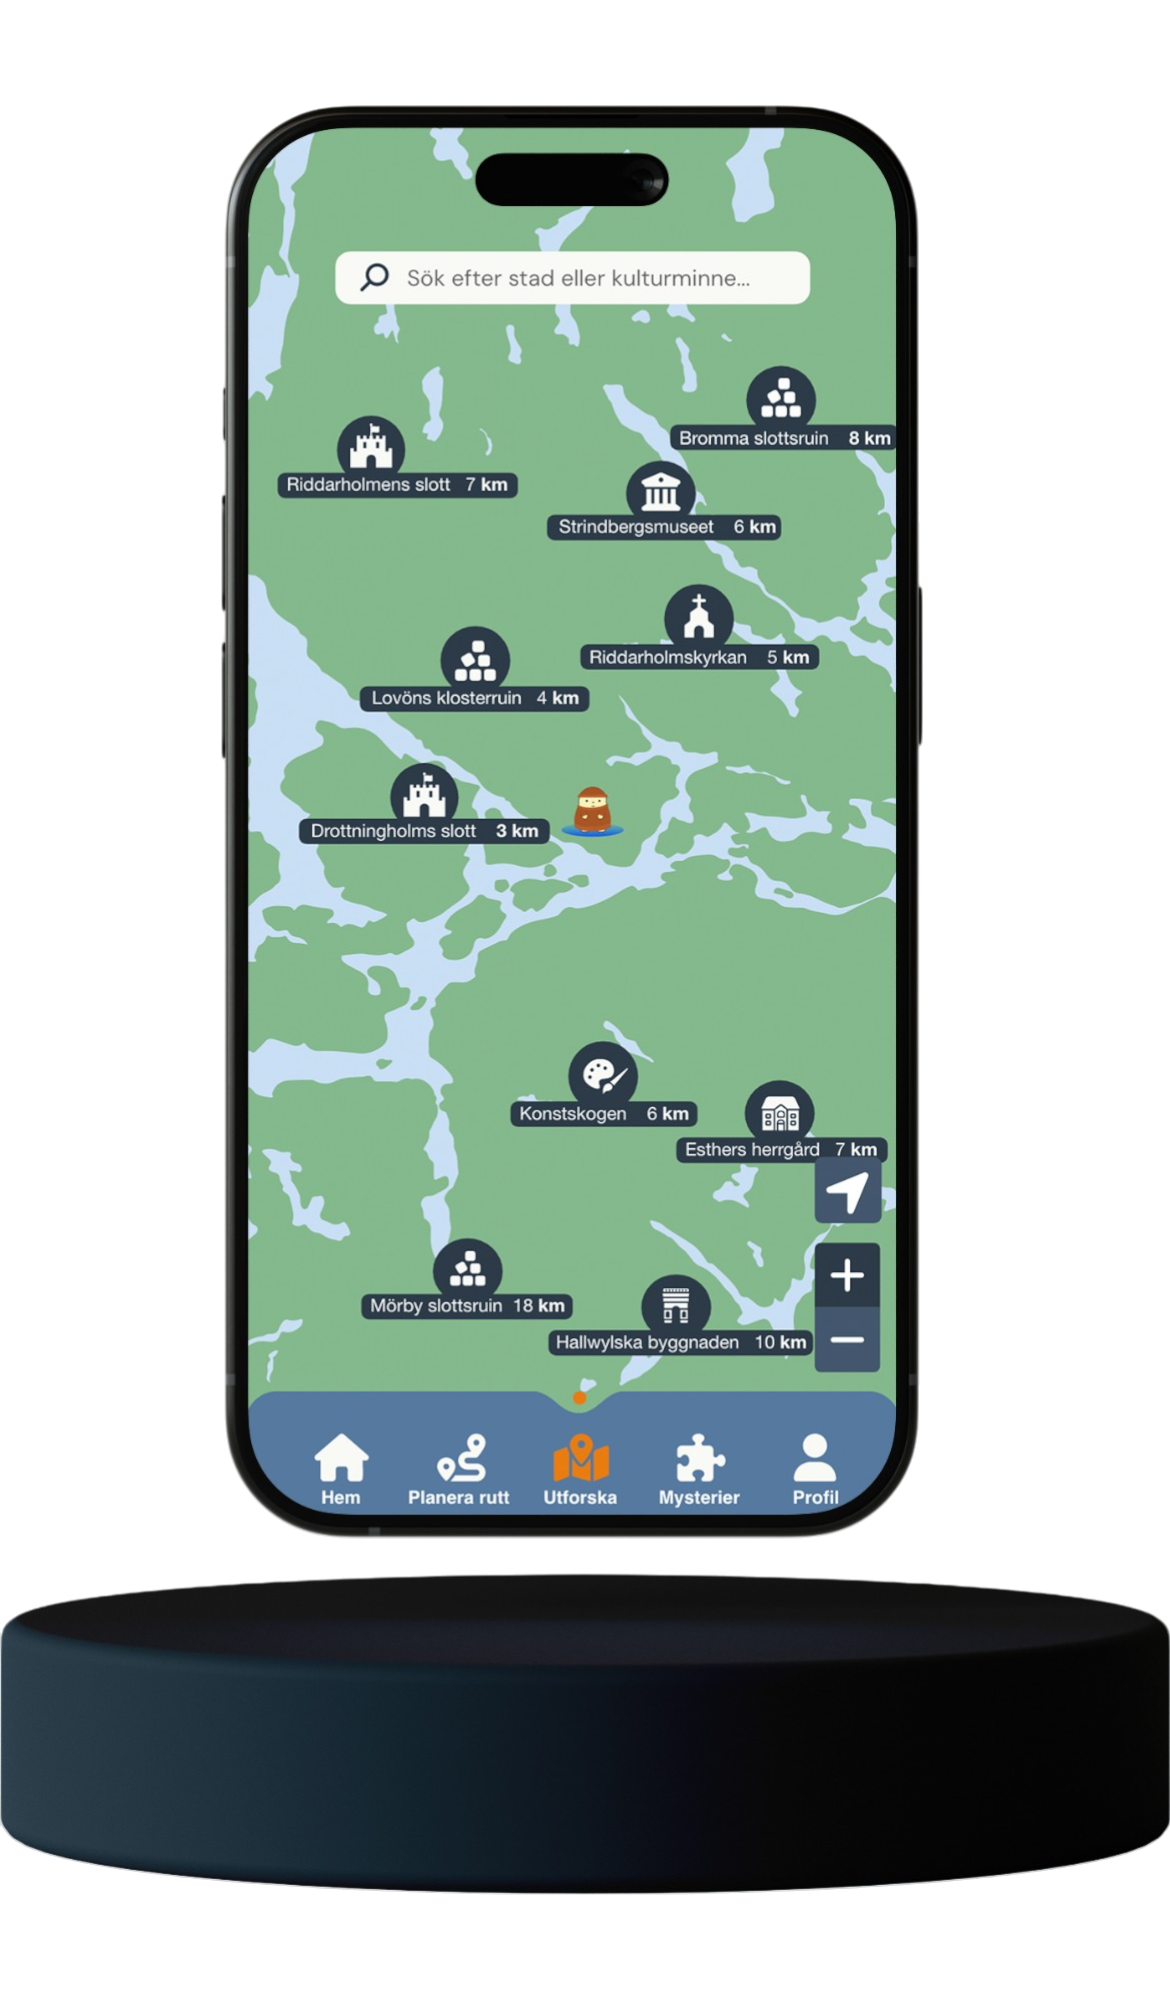 Sök efter stad eller kulturminne...
Bromma slottsruin 8 km
Riddarholmens slott 7 km
Strindbergsmuseet 6 km
Riddarholmskyrkan 5 km
Lovöns klosterruin 4 km
Drottningholms slott 3 km
Konstskogen 6 km
Esthers herrgård 7 km
Mörby slottsruin 18 km
Hallwylska byggnaden 10 km
Hem Planera rutt Utforska Mysterier Profil